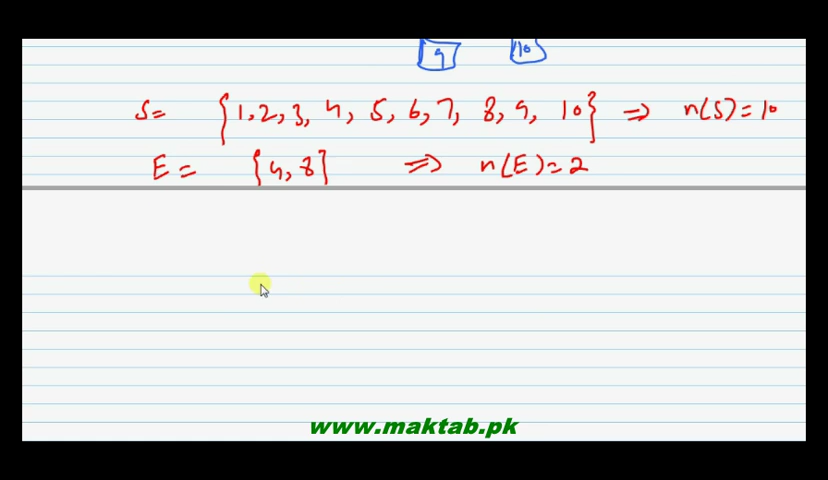 9 10
S= {1,2,3, 4, 5, 6, 7, 8, 9, 10} ⇒ n(S)=10
E= {4,8} ⇒ n(E)=2
www.maktab.pk